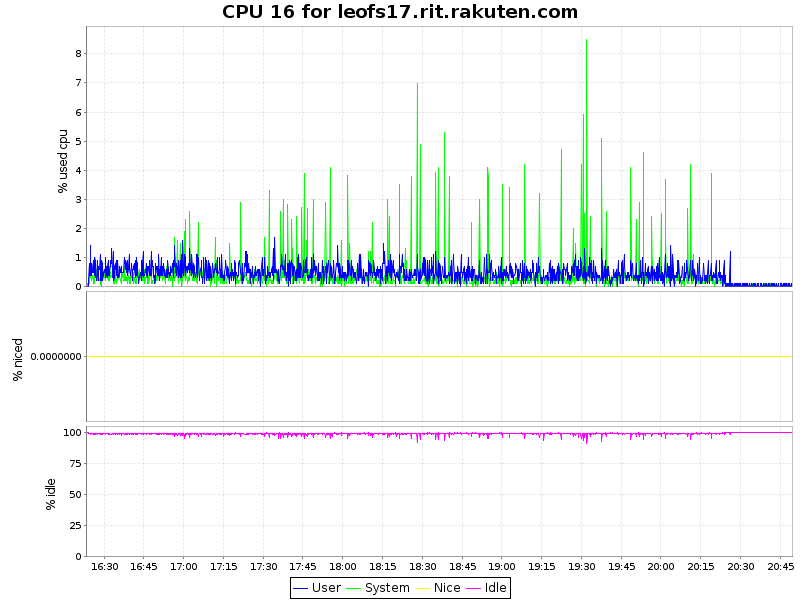 CPU 16 for leofs17.rit.rakuten.com
% used cpu
8
7
6
5
4
3
2
1
0
% niced
0.0000000
% idle
100
75
50
25
0
16:30 16:45 17:00 17:15 17:30 17:45 18:00 18:15 18:30 18:45 19:00 19:15 19:30 19:45 20:00 20:15 20:30 20:45
User System Nice Idle